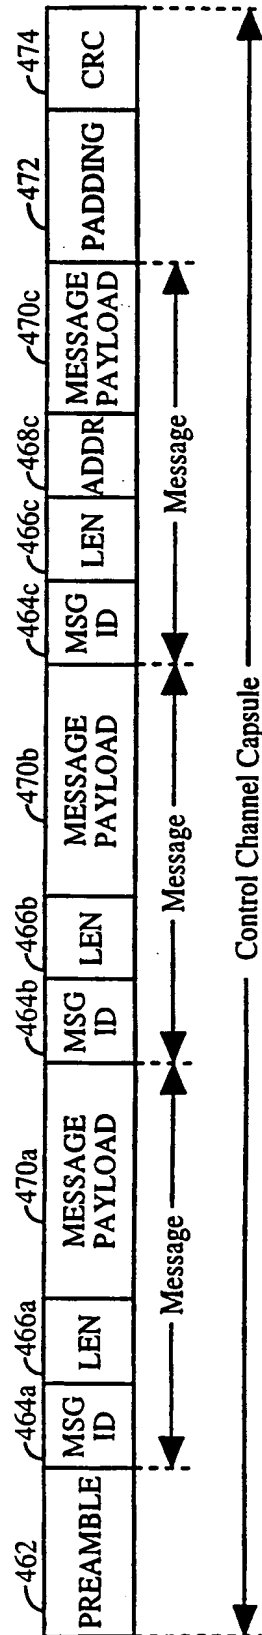 462
464a
466a
470a
464b
466b
470b
464c
466c
468c
470c
472
474
PREAMBLE
MSG
ID
LEN
MESSAGE
PAYLOAD
MSG
ID
LEN
MESSAGE
PAYLOAD
MSG
ID
LEN
ADDR
MESSAGE
PAYLOAD
PADDING
CRC
Message
Message
Message
Control Channel Capsule